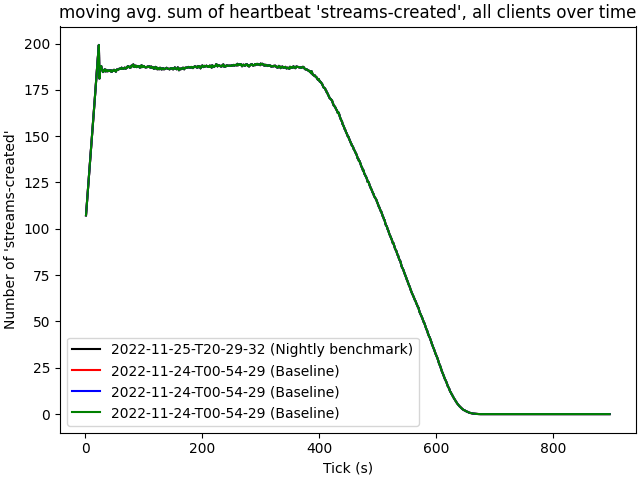 moving avg. sum of heartbeat 'streams-created', all clients over time
Number of 'streams-created'
200
175
150
125
100
75
50
25
0
2022-11-25-T20-29-32 (Nightly benchmark)
2022-11-24-T00-54-29 (Baseline)
2022-11-24-T00-54-29 (Baseline)
2022-11-24-T00-54-29 (Baseline)
0 200 400 600 800
Tick (s)